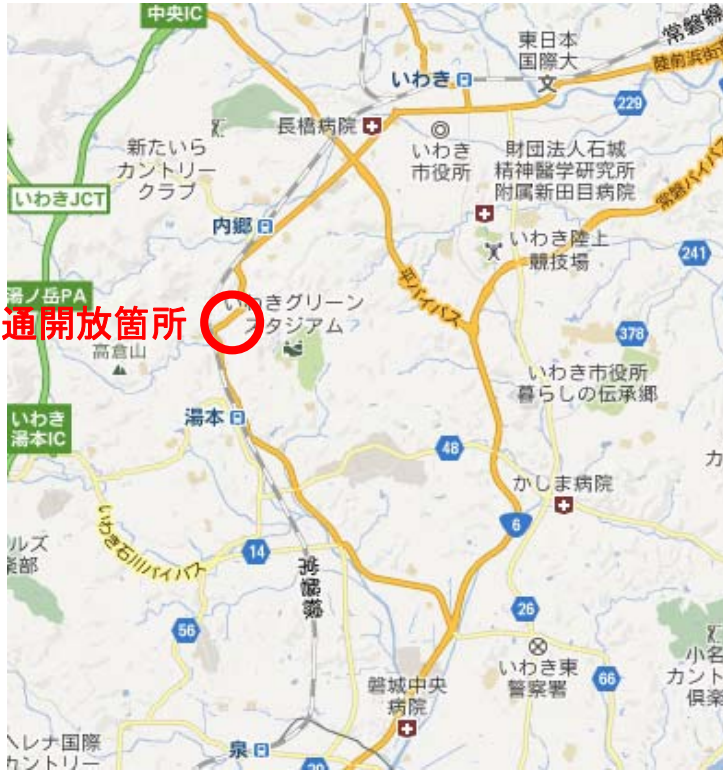 中央IC
常磐線
東日本
国際大
陸前浜街
いわき
229
長橋病院
新たいら
カントリー
クラブ
いわき
市役所
財団法人石城
精神醫学研究所
附属新田目病院
常磐バイパス
いわきJCT
内郷
いわき陸上
競技場
241
湯ノ岳PA
平バイパス
通開放箇所
いわきグリーン
スタジアム
高倉山
378
いわき市役所
暮らしの伝承郷
いわき
湯本IC
湯本
48
カ
かしま病院
6
いわき石川バイパス
ルズ
楽部
14
常磐線
26
56
いわき東
警察署
66
小名
カント
倶楽
磐城中央
病院
ヘレナ国際
カントリー
泉
20